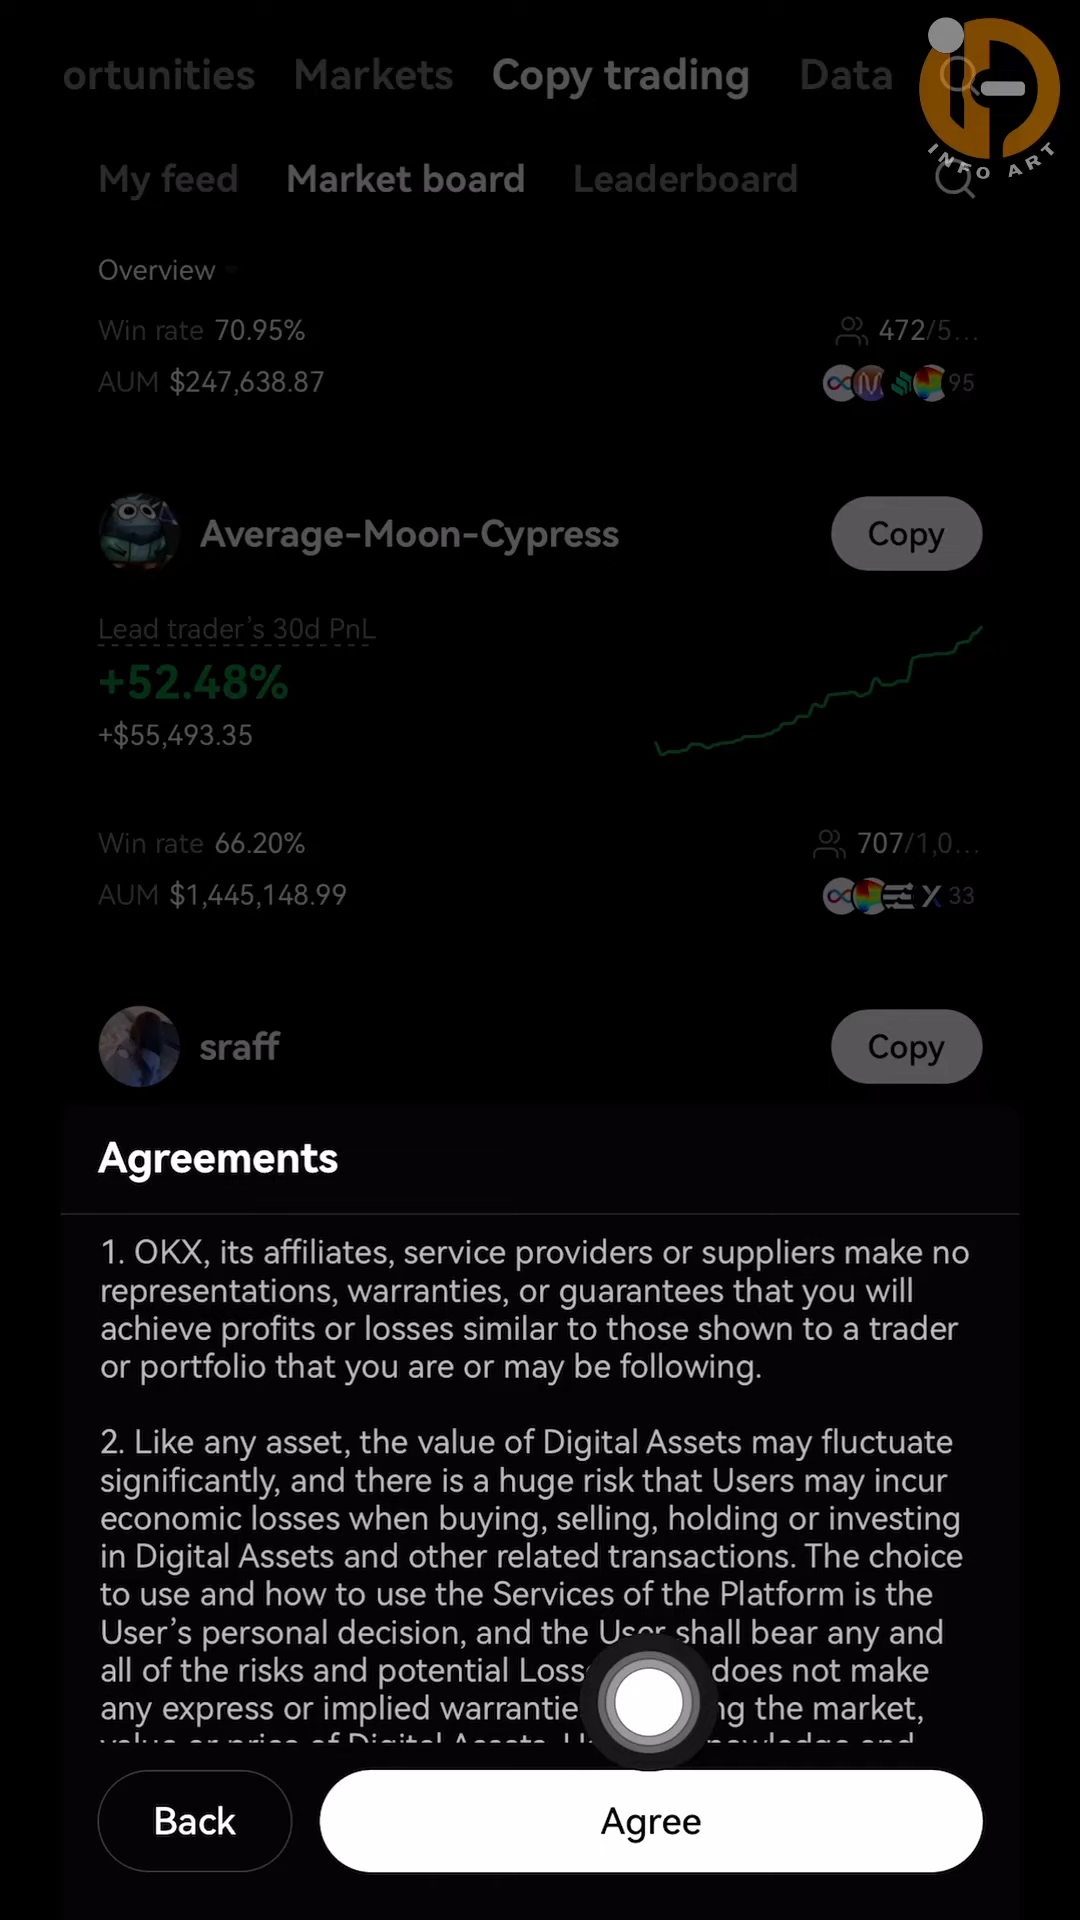 ortunities Markets Copy trading Data
INFO ART
My feed Market board Leaderboard
Overview
Win rate 70.95% 472/5...
AUM $247,638.87 95
Average-Moon-Cypress Copy
Lead trader's 30d PnL
+52.48%
+$55,493.35
Win rate 66.20% 707/1,0...
AUM $1,445,148.99 33
sraff Copy
Agreements
1. OKX, its affiliates, service providers or suppliers make no
representations, warranties, or guarantees that you will
achieve profits or losses similar to those shown to a trader
or portfolio that you are or may be following.
2. Like any asset, the value of Digital Assets may fluctuate
significantly, and there is a huge risk that Users may incur
economic losses when buying, selling, holding or investing
in Digital Assets and other related transactions. The choice
to use and how to use the Services of the Platform is the
User's personal decision, and the User shall bear any and
all of the risks and potential Loss does not make
any express or implied warrantie ng the market,
value or price of Digital Assets.
Back Agree